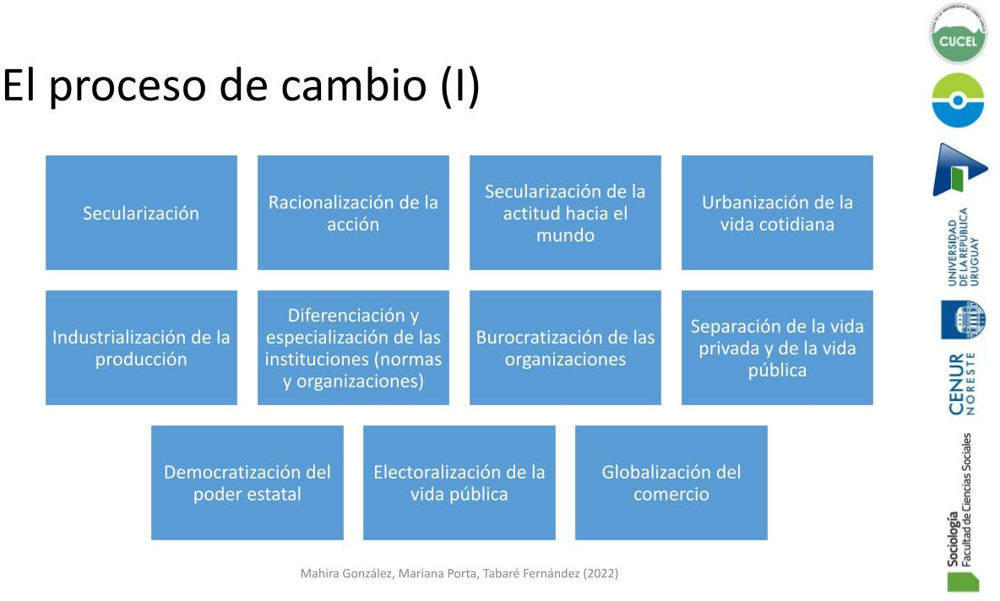 CUCEL
El proceso de cambio (I)
Secularización
Racionalización de la
acción
Secularización de la
actitud hacia el
mundo
Urbanización de la
vida cotidiana
Industrialización de la
producción
Diferenciación y
especialización de las
instituciones (normas
y organizaciones)
Burocratización de las
organizaciones
Separación de la vida
privada y de la vida
pública
Democratización del
poder estatal
Electoralización de la
vida pública
Globalización del
comercio
Mahira González, Mariana Porta, Tabaré Fernández (2022)
UNIVERSIDAD
DE LA REPÚBLICA
URUGUAY
CENUR
NORESTE
Sociología
Facultad de Ciencias Sociales